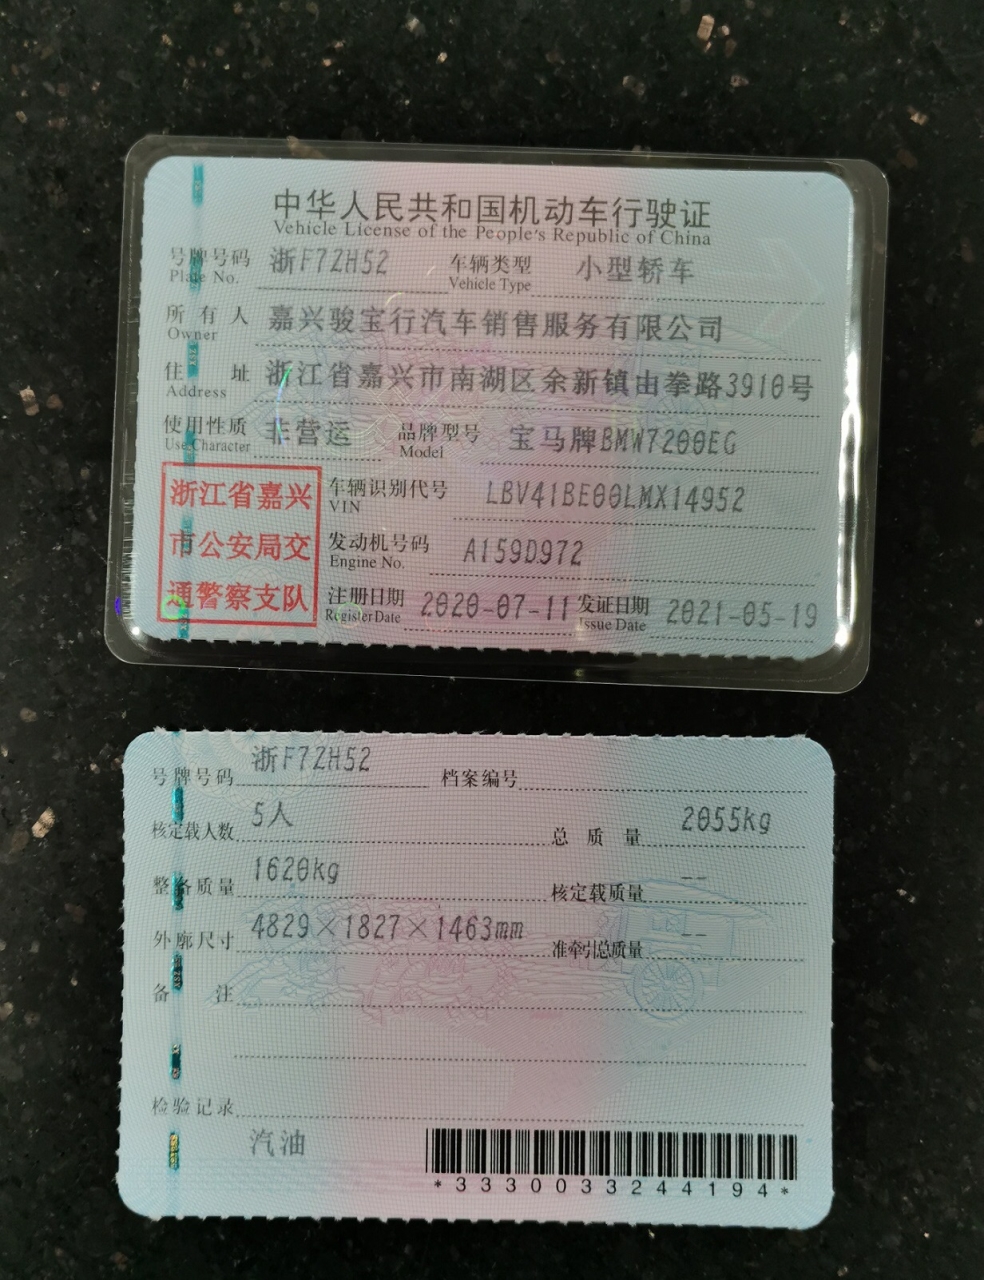 中华人民共和国机动车行驶证
Vehicle License of the People's Republic of China
号牌号码 浙F7ZH52 车辆类型 小型轿车
Plate No. Vehicle Type
所有人 嘉兴骏宝行汽车销售服务有限公司
Owner
住址 浙江省嘉兴市南湖区余新镇由拳路3910号
Address
使用性质 非营运 品牌型号 宝马牌BMW7200EG
Use Character Model
浙江省嘉兴
市公安局交
通警察支队
车辆识别代号 LBV41BE00LMX14952
VIN
发动机号码 A159D972
Engine No.
注册日期 2020-07-11 发证日期 2021-05-19
Register Date Issue Date
号牌号码 浙F7ZH52 档案编号
核定载人数 5人 总质量 2055kg
整备质量 1620kg 核定载质量 --
外廓尺寸 4829×1827×1463mm 准牵引总质量 --
备注
检验记录
汽油
*3330033244194*